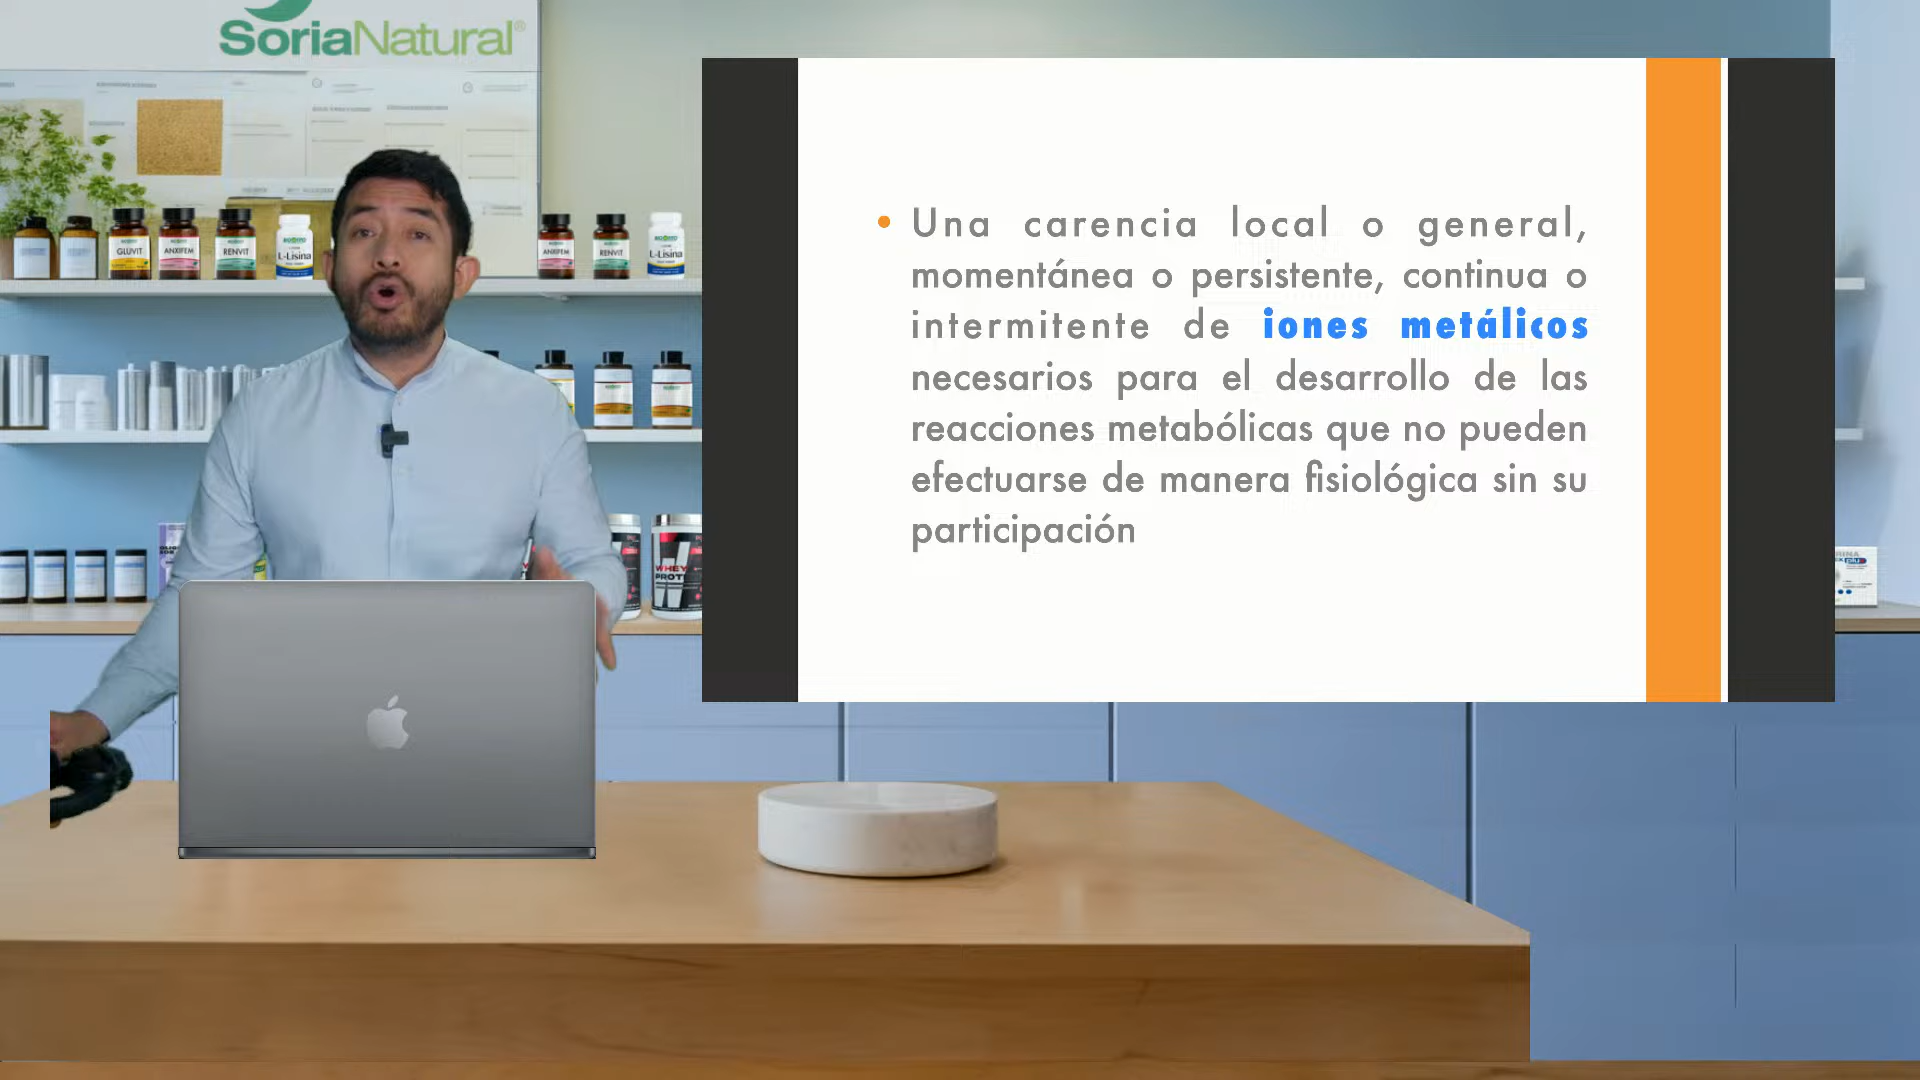 SoriaNatural®
GLUVIT
ANXIFEM
RENVIT
L-Lisina
ANXIFEM
RENVIT
L-Lisina
• Una carencia local o general,
momentánea o persistente, continua o
intermitente de iones metálicos
necesarios para el desarrollo de las
reacciones metabólicas que no pueden
efectuarse de manera fisiológica sin su
participación
WHEY